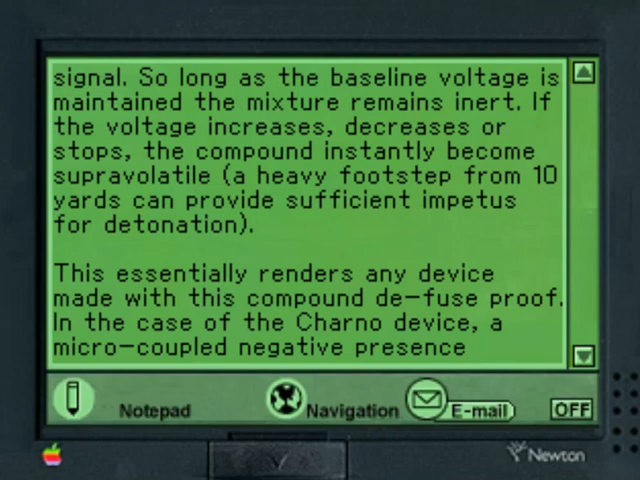 signal. So long as the baseline voltage is
maintained the mixture remains inert. If
the voltage increases, decreases or
stops, the compound instantly become
supravolatile (a heavy footstep from 10
yards can provide sufficient impetus
for detonation).
This essentially renders any device
made with this compound de-fuse proof.
In the case of the Charno device, a
micro-coupled negative presence
Notepad
Navigation
E-mail
OFF
Newton